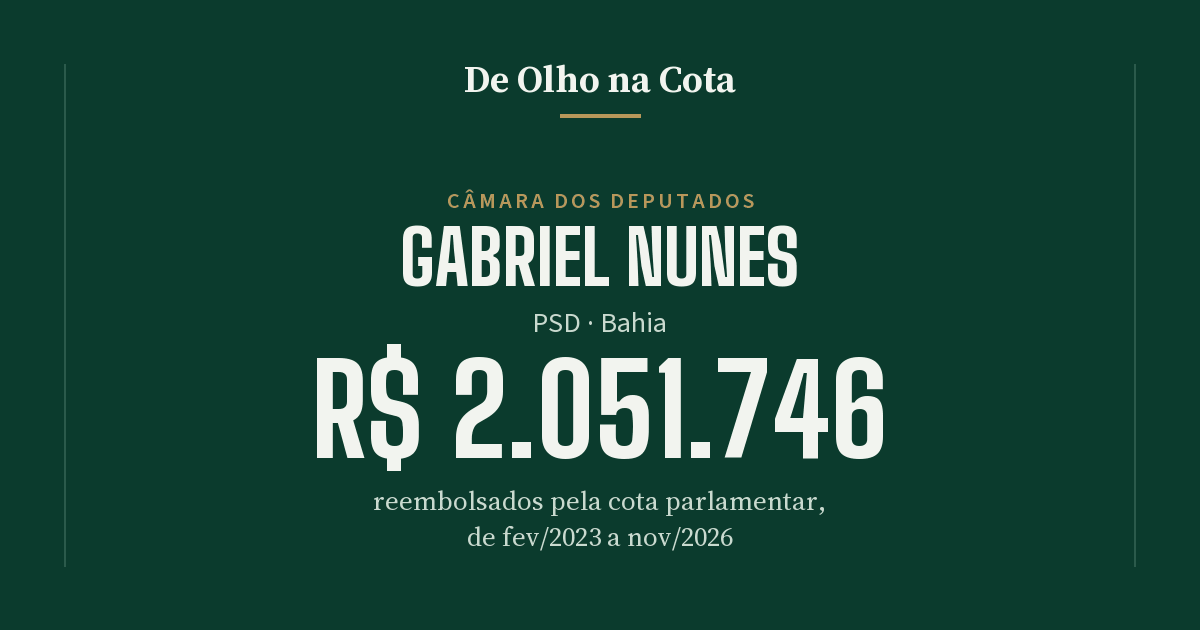 De Olho na Cota
CÂMARA DOS DEPUTADOS
GABRIEL NUNES
PSD · Bahia
R$ 2.051.746
reembolsados pela cota parlamentar,
de fev/2023 a nov/2026